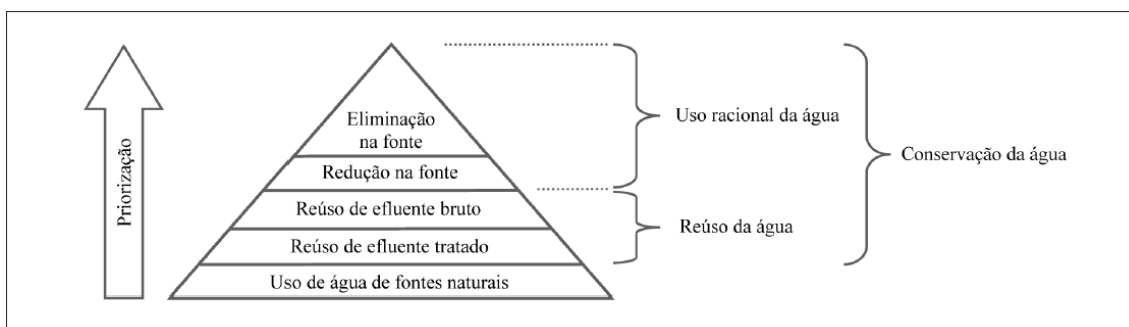 Priorização
Eliminação
na fonte
Redução na fonte
Reúso de efluente bruto
Reúso de efluente tratado
Uso de água de fontes naturais
Uso racional da água
Reúso da água
Conservação da água